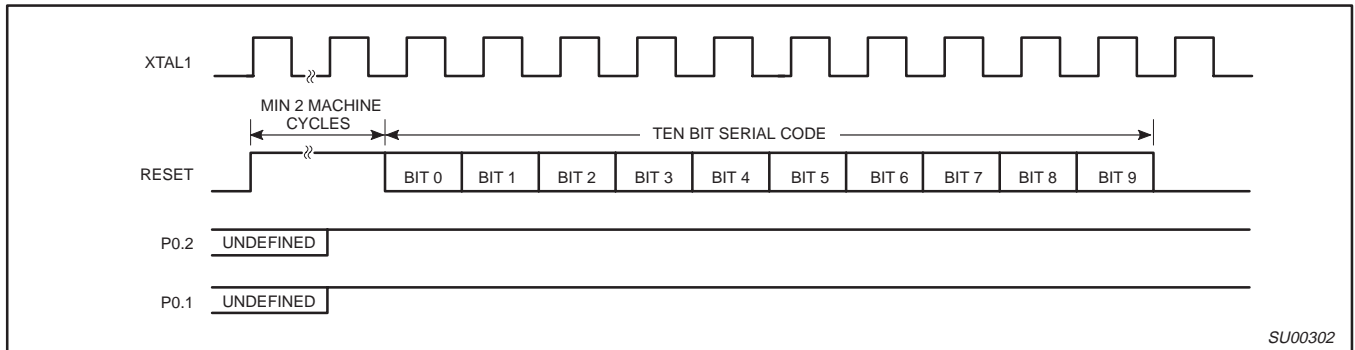 XTAL1
MIN 2 MACHINE
CYCLES
TEN BIT SERIAL CODE
RESET
BIT 0 BIT 1 BIT 2 BIT 3 BIT 4 BIT 5 BIT 6 BIT 7 BIT 8 BIT 9
P0.2 UNDEFINED
P0.1 UNDEFINED
SU00302